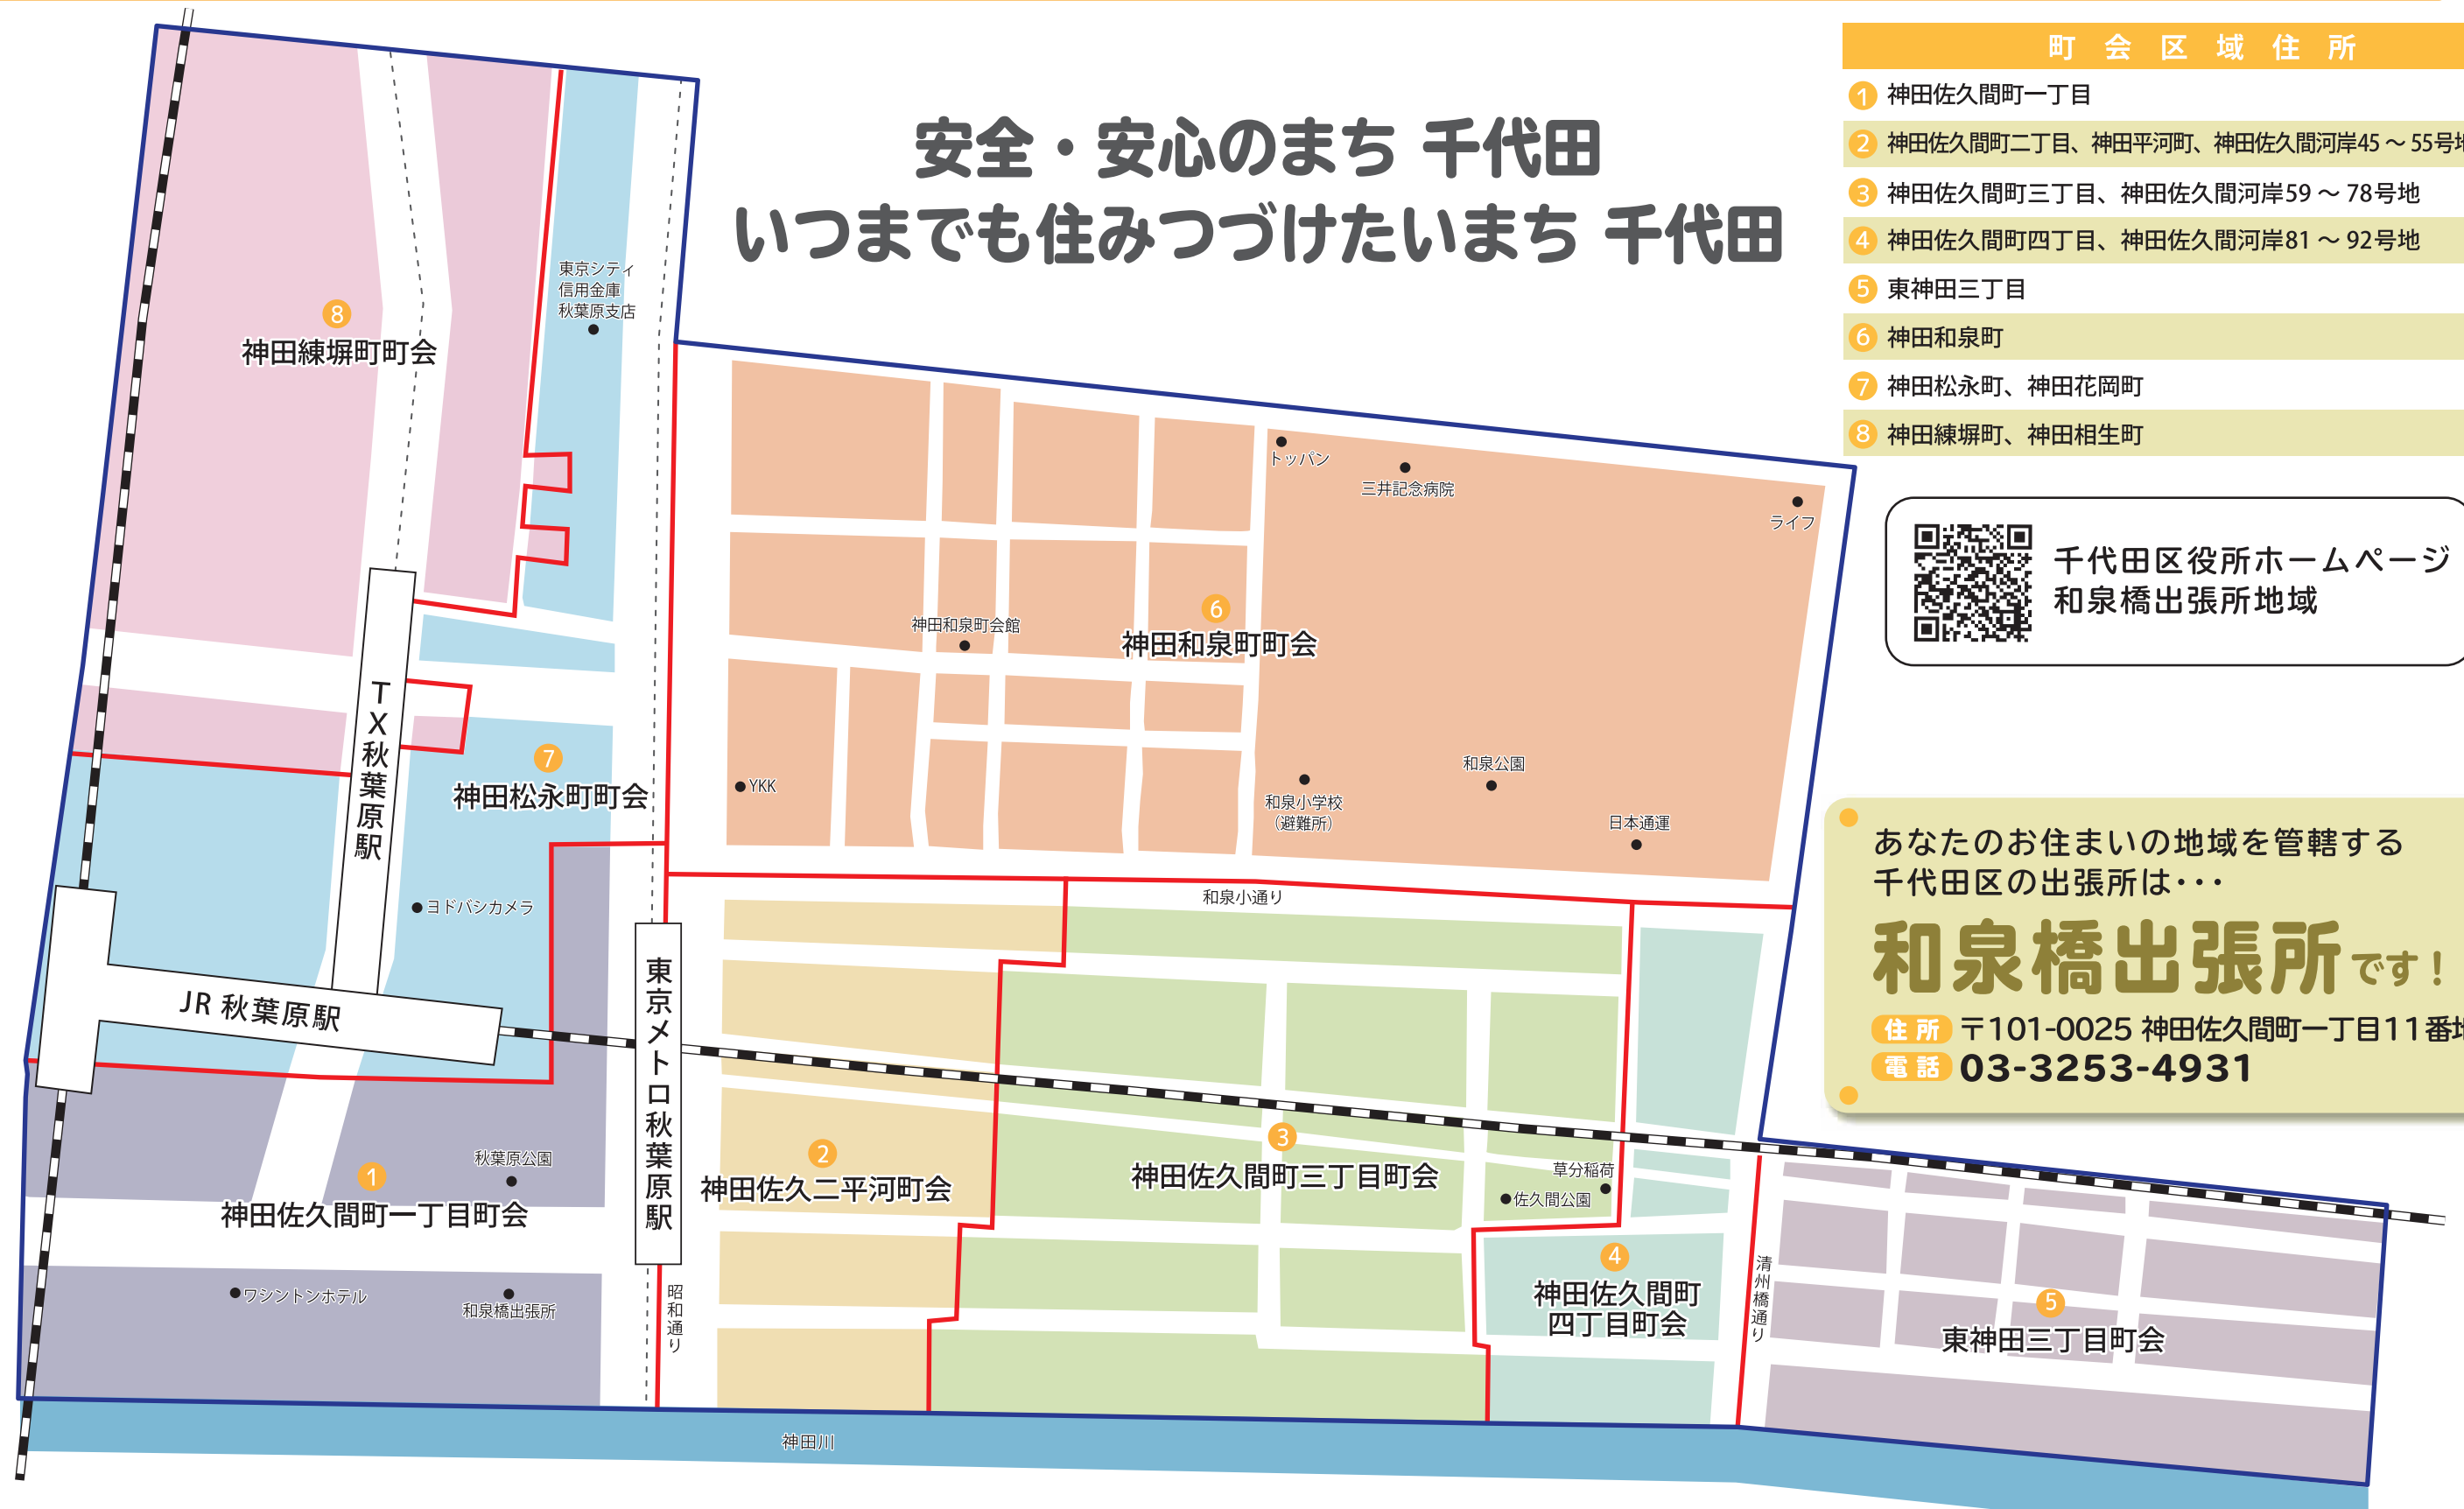 安全・安心のまち 千代田
いつまでも住みつづけたいまち 千代田
町会区域住所
1 神田佐久間町一丁目
2 神田佐久間町二丁目、神田平河町、神田佐久間河岸45～55号地
3 神田佐久間町三丁目、神田佐久間河岸59～78号地
4 神田佐久間町四丁目、神田佐久間河岸81～92号地
5 東神田三丁目
6 神田和泉町
7 神田松永町、神田花岡町
8 神田練塀町、神田相生町
千代田区役所ホームページ
和泉橋出張所地域
あなたのお住まいの地域を管轄する
千代田区の出張所は・・・
和泉橋出張所です！
住所 〒101-0025 神田佐久間町一丁目11番地
電話 03-3253-4931
8
神田練塀町町会
東京シティ
信用金庫
秋葉原支店
トッパン
三井記念病院
ライフ
神田和泉町会館
6
神田和泉町町会
TX秋葉原駅
7
神田松永町町会
YKK
和泉公園
和泉小学校
（避難所）
日本通運
ヨドバシカメラ
和泉小通り
JR 秋葉原駅
東京メトロ秋葉原駅
秋葉原公園
1
神田佐久間町一丁目町会
2
神田佐久二平河町会
3
神田佐久間町三丁目町会
草分稲荷
佐久間公園
4
神田佐久間町
四丁目町会
清洲橋通り
5
東神田三丁目町会
ワシントンホテル
和泉橋出張所
昭和通り
神田川